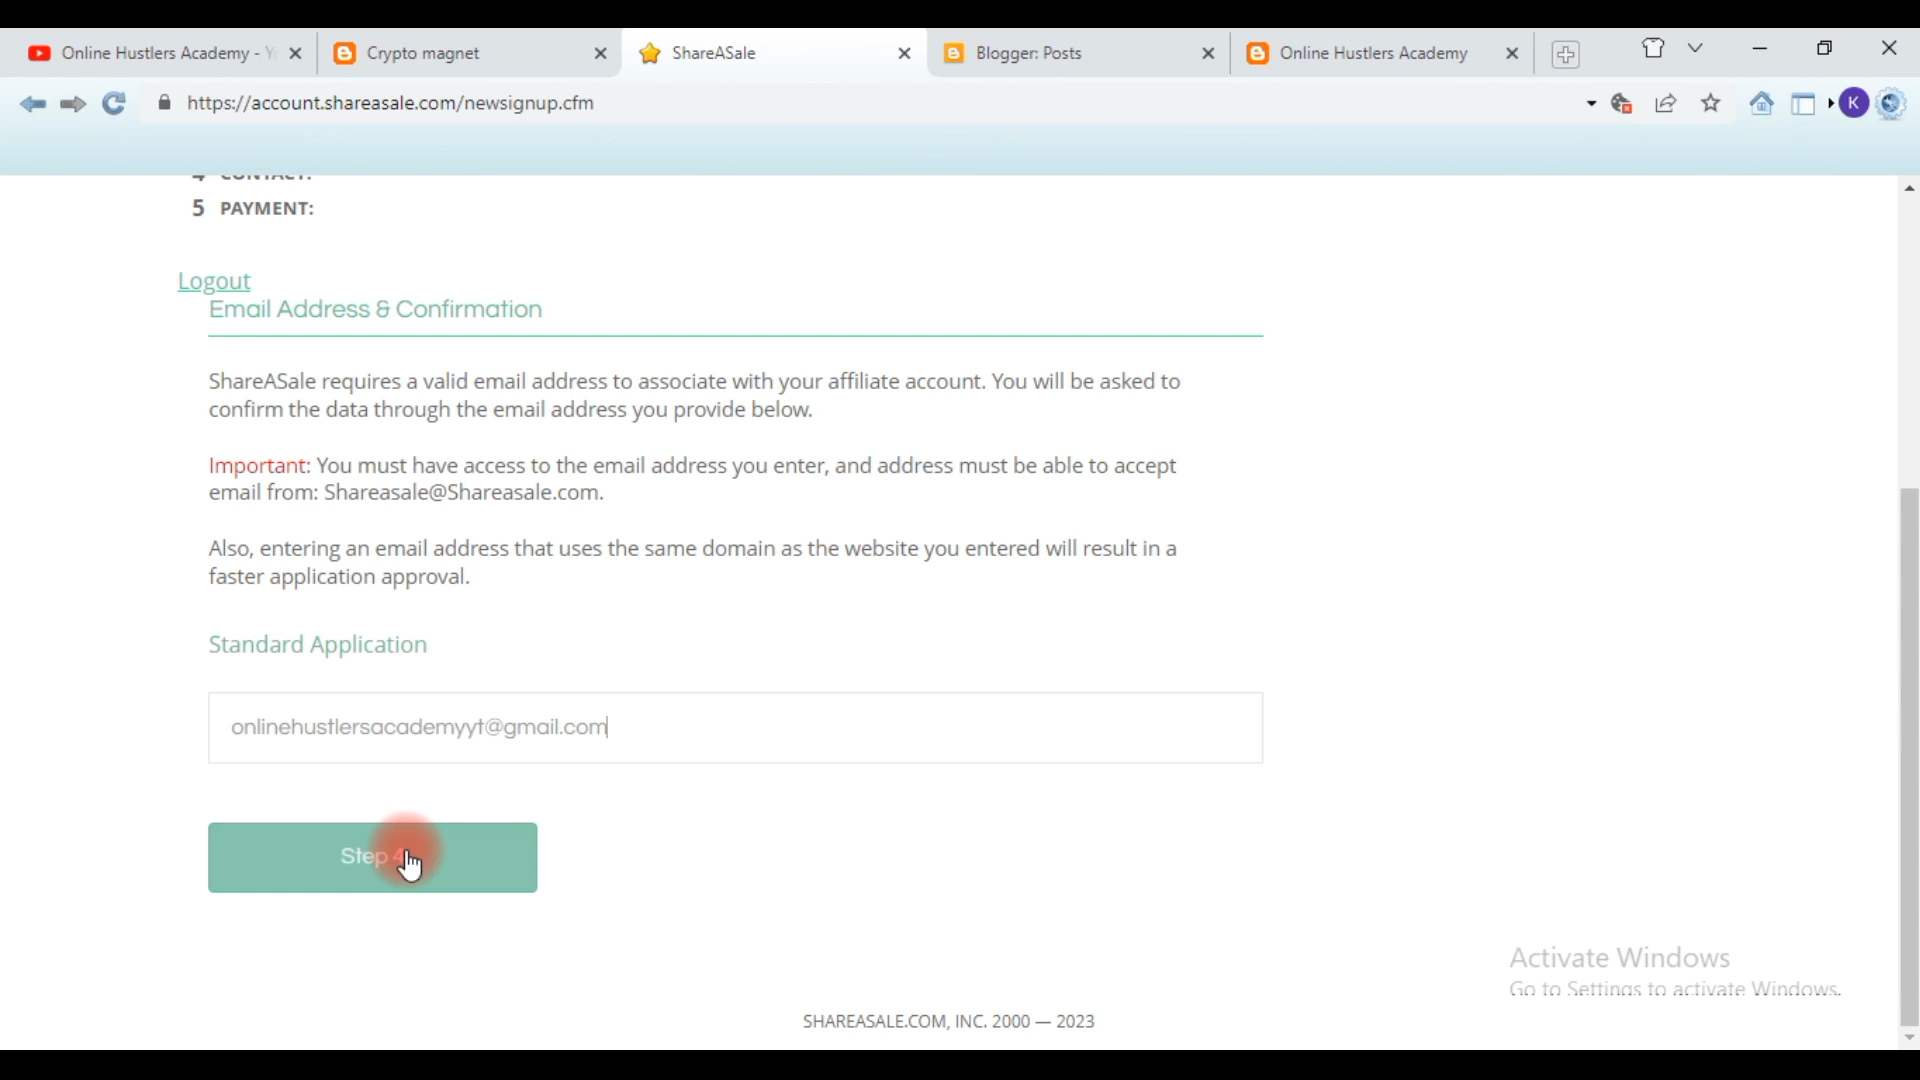 Online Hustlers Academy - Y
Crypto magnet
ShareASale
Blogger: Posts
Online Hustlers Academy
https://account.shareasale.com/newsignup.cfm
K
4 CONTACT:
5 PAYMENT:
Logout
Email Address & Confirmation
ShareASale requires a valid email address to associate with your affiliate account. You will be asked to
confirm the data through the email address you provide below.
Important: You must have access to the email address you enter, and address must be able to accept
email from: Shareasale@Shareasale.com.
Also, entering an email address that uses the same domain as the website you entered will result in a
faster application approval.
Standard Application
onlinehustlersacademyyt@gmail.com
Step 4
Activate Windows
Go to Settings to activate Windows.
SHAREASALE.COM, INC. 2000 — 2023